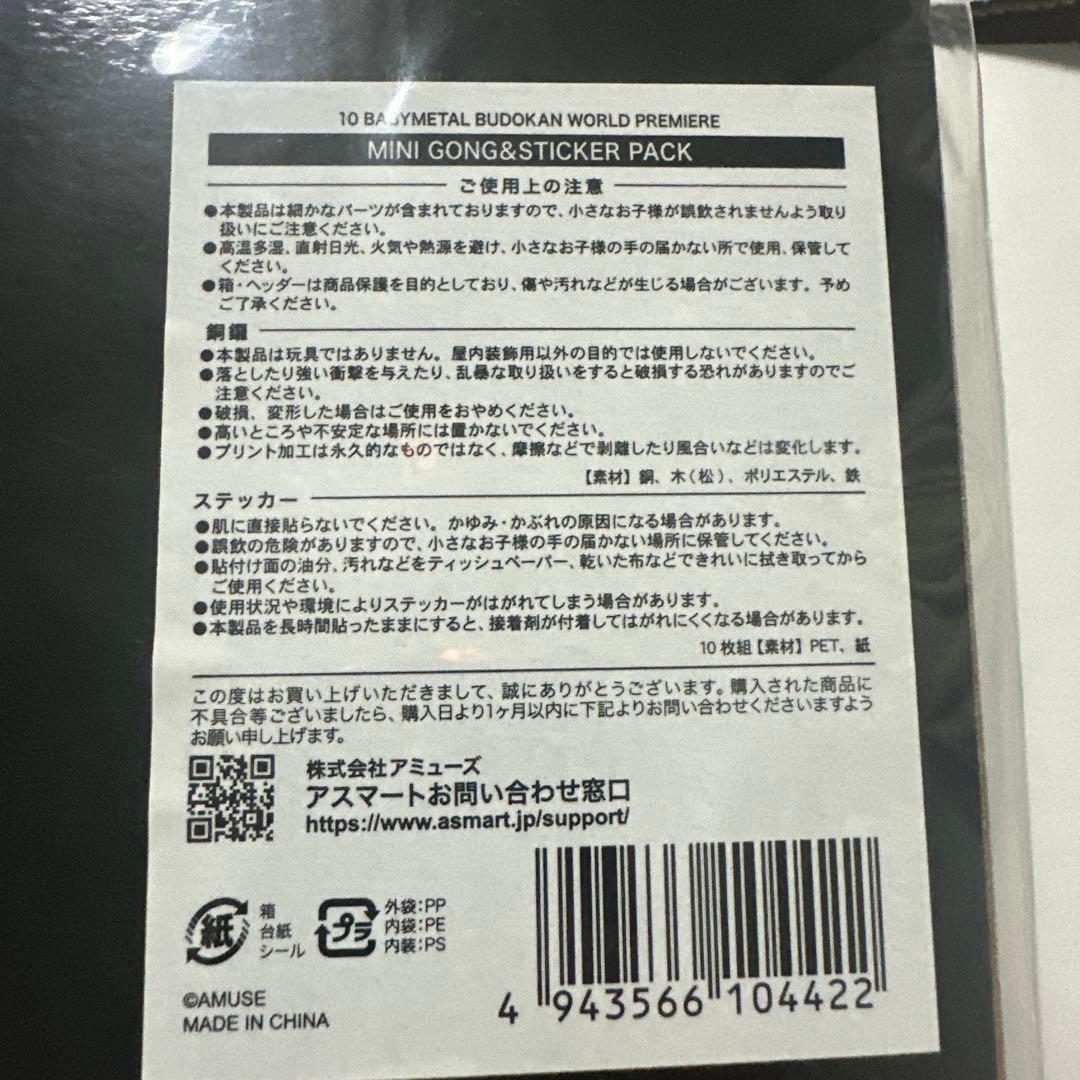 10 BABYMETAL BUDOKAN WORLD PREMIERE
MINI GONG&STICKER PACK
ご使用上の注意
●本製品は細かなパーツが含まれておりますので、小さなお子様が誤飲されませんよう取り
扱いにご注意ください。
●高温多湿、直射日光、火気や熱源を避け、小さなお子様の手の届かない所で使用、保管して
ください。
●箱・ヘッダーは商品保護を目的としており、傷や汚れなどが生じる場合がございます。予め
ご了承ください。
銅鑼
●本製品は玩具ではありません。屋内装飾用以外の目的では使用しないでください。
●落としたり強い衝撃を与えたり、乱暴な取り扱いをすると破損する恐れがありますのでご
注意ください。
●破損、変形した場合はご使用をおやめください。
●高いところや不安定な場所には置かないでください。
●プリント加工は永久的なものではなく、摩擦などで剥離したり風合いなどは変化します。
【素材】銅、木(松)、ポリエステル、鉄
ステッカー
●肌に直接貼らないでください。かゆみ・かぶれの原因になる場合があります。
●誤飲の危険がありますので、小さなお子様の手の届かない場所に保管してください。
●貼付け面の油分、汚れなどをティッシュペーパー、乾いた布などできれいに拭き取ってから
ご使用ください。
●使用状況や環境によりステッカーがはがれてしまう場合があります。
●本製品を長時間貼ったままにすると、接着剤が付着してはがれにくくなる場合があります。
10枚組【素材】PET、紙
この度はお買い上げいただきまして、誠にありがとうございます。購入された商品に
不具合等ございましたら、購入日より1ヶ月以内に下記よりお問い合わせくださいますよう
お願い申し上げます。
株式会社アミューズ
アスマートお問い合わせ窓口
https://www.asmart.jp/support/
紙
箱
台紙
シール
プラ
外袋:PP
内袋:PE
内装:PS
©AMUSE
MADE IN CHINA
4 943566 104422